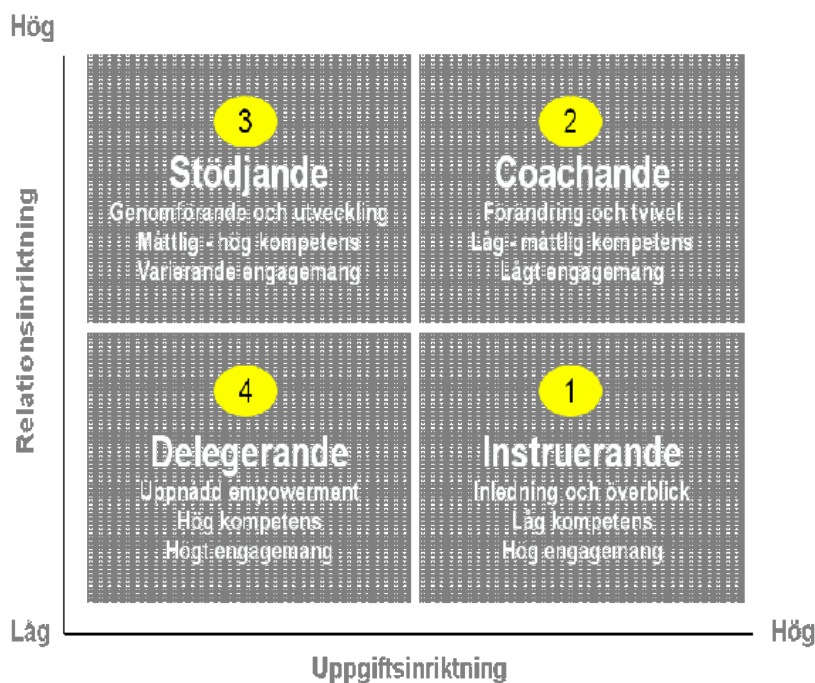 Hög
3
Stödjande
Genomförande och utveckling
Måttlig - hög kompetens
Varierande engagemang
2
Coachande
Förändring och tvivel
Låg - måttlig kompetens
Lågt engagemang
Relationsinriktning
4
Delegerande
Uppnådd empowerment
Hög kompetens
Högt engagemang
1
Instruerande
Inledning och överblick
Låg kompetens
Hög engagemang
Låg
Hög
Uppgiftsinriktning